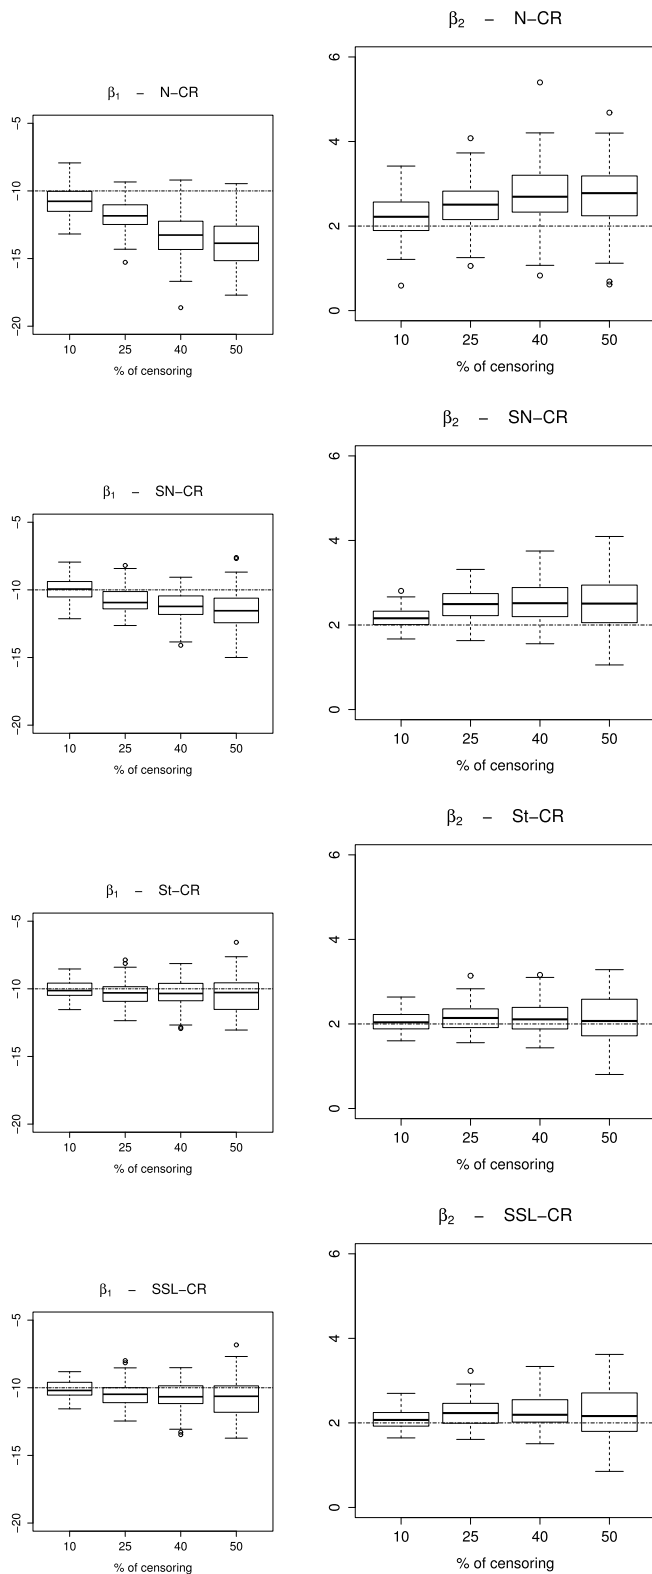 β₂ – N−CR
β₁ – N−CR
6
4
2
0
−5
−10
−15
−20
10 25 40 50
% of censoring
10 25 40 50
% of censoring
β₂ – SN−CR
β₁ – SN−CR
6
4
2
0
−5
−10
−15
−20
10 25 40 50
% of censoring
10 25 40 50
% of censoring
β₂ – St−CR
β₁ – St−CR
6
4
2
0
−5
−10
−15
−20
10 25 40 50
% of censoring
10 25 40 50
% of censoring
β₂ – SSL−CR
β₁ – SSL−CR
6
4
2
0
−5
−10
−15
−20
10 25 40 50
% of censoring
10 25 40 50
% of censoring